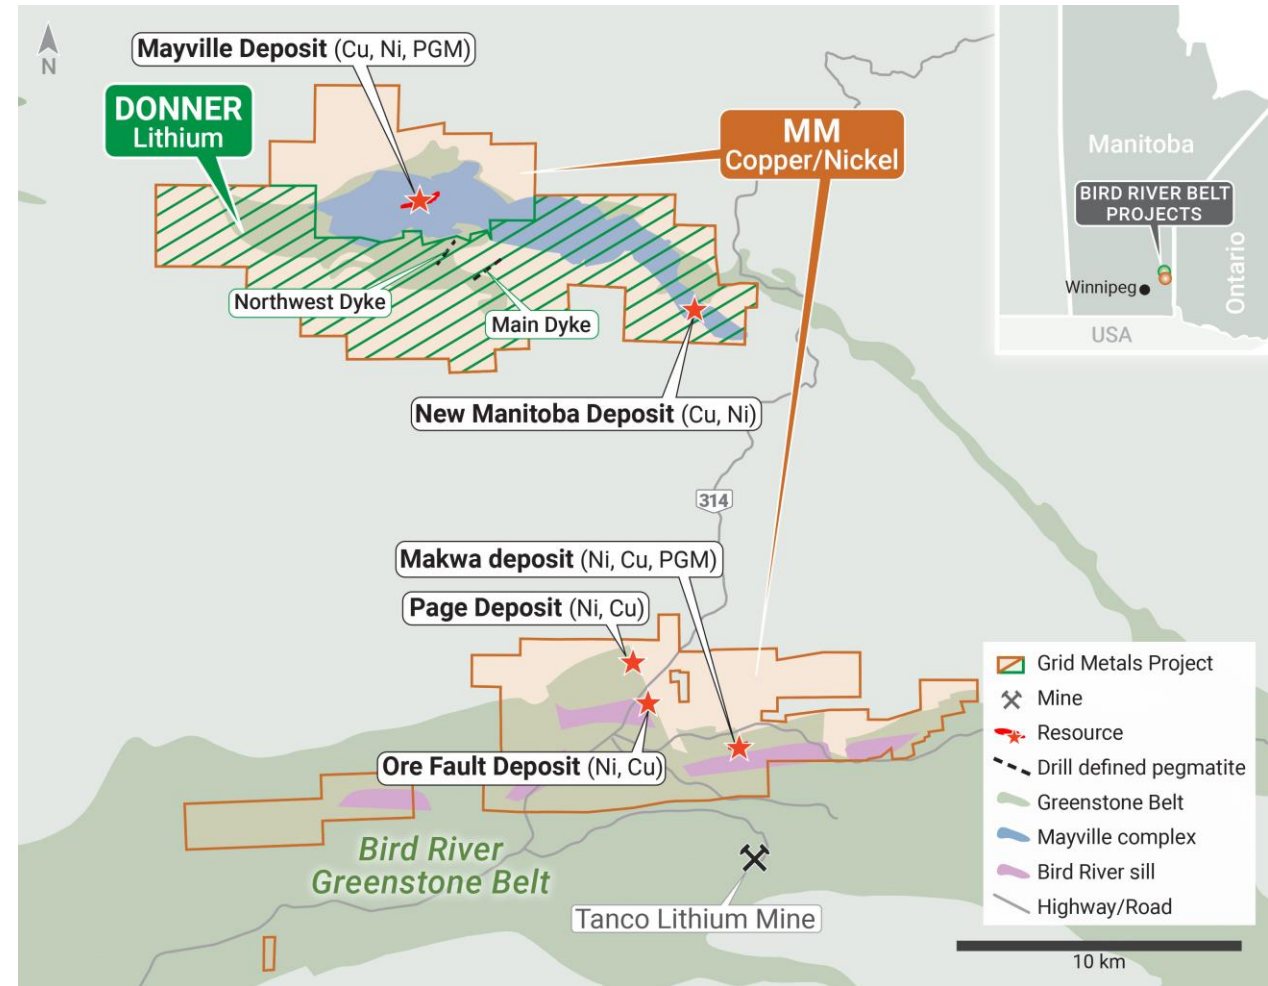 N
Mayville Deposit (Cu, Ni, PGM)
DONNER
Lithium
MM
Copper/Nickel
Manitoba
BIRD RIVER BELT
PROJECTS
Ontario
Winnipeg
USA
Northwest Dyke
Main Dyke
New Manitoba Deposit (Cu, Ni)
314
Makwa deposit (Ni, Cu, PGM)
Page Deposit (Ni, Cu)
Ore Fault Deposit (Ni, Cu)
Bird River
Greenstone Belt
Tanco Lithium Mine
Grid Metals Project
Mine
Resource
Drill defined pegmatite
Greenstone Belt
Mayville complex
Bird River sill
Highway/Road
10 km